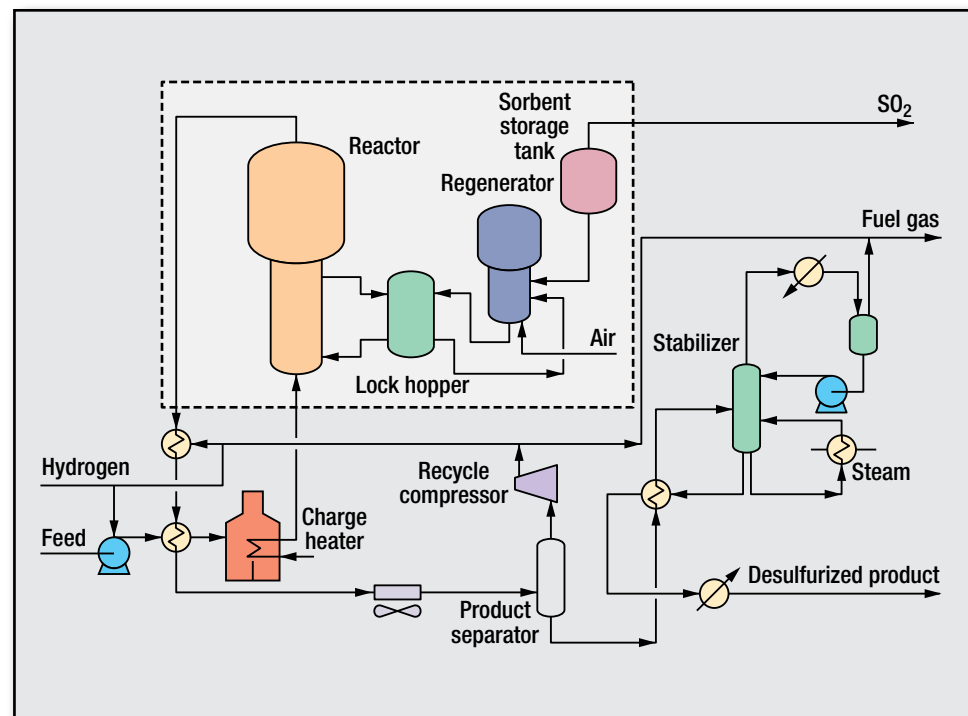 Sorbent
storage
tank
SO2
Reactor
Regenerator
Fuel gas
Air
Stabilizer
Lock hopper
Hydrogen
Recycle
compressor
Steam
Feed
Charge
heater
Desulfurized product
Product
separator